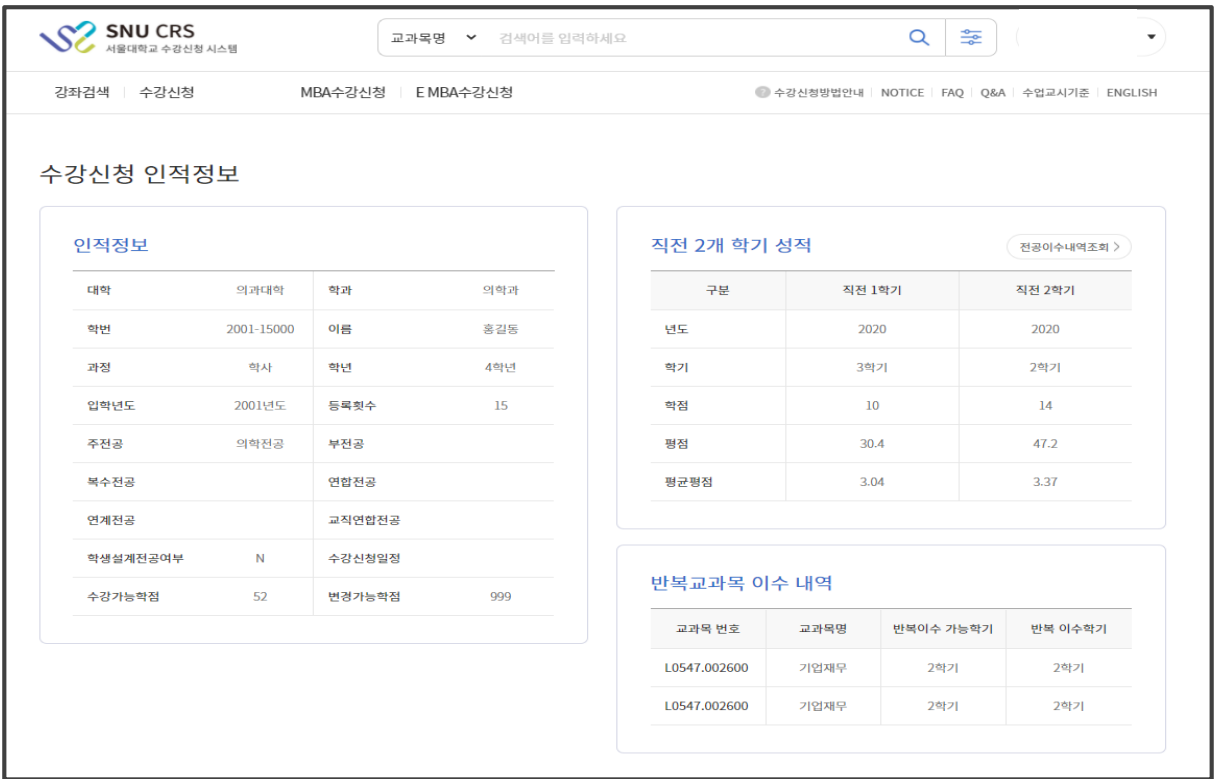 SNU CRS
서울대학교 수강신청 시스템
교과목명 검색어를 입력하세요
강좌검색 수강신청 MBA수강신청 E MBA수강신청 ? 수강신청방법안내 NOTICE FAQ Q&A 수업교시기준 ENGLISH
수강신청 인적정보
인적정보
대학 의과대학 학과 의학과
학번 2001-15000 이름 홍길동
과정 학사 학년 4학년
입학년도 2001년도 등록횟수 15
주전공 의학전공 부전공
복수전공 연합전공
연계전공 교직연합전공
학생설계전공여부 N 수강신청일정
수강가능학점 52 변경가능학점 999
직전 2개 학기 성적 전공이수내역조회 >
구분 직전 1학기 직전 2학기
년도 2020 2020
학기 3학기 2학기
학점 10 14
평점 30.4 47.2
평균평점 3.04 3.37
반복교과목 이수 내역
교과목 번호 교과목명 반복이수 가능학기 반복 이수학기
L0547.002600 기업재무 2학기 2학기
L0547.002600 기업재무 2학기 2학기